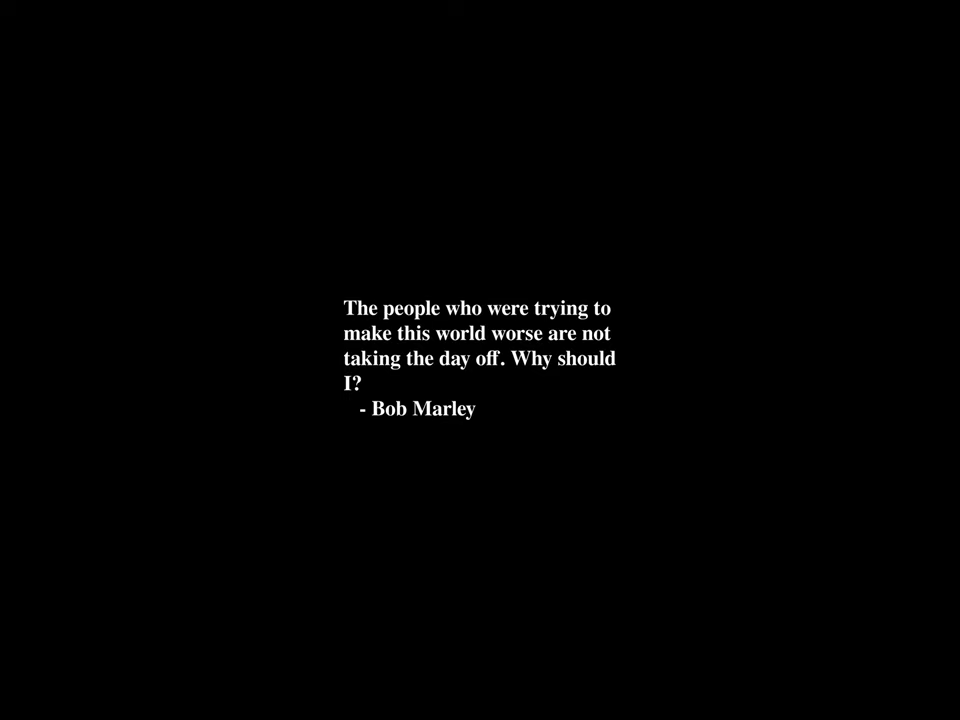 The people who were trying to
make this world worse are not
taking the day off. Why should
I?
- Bob Marley